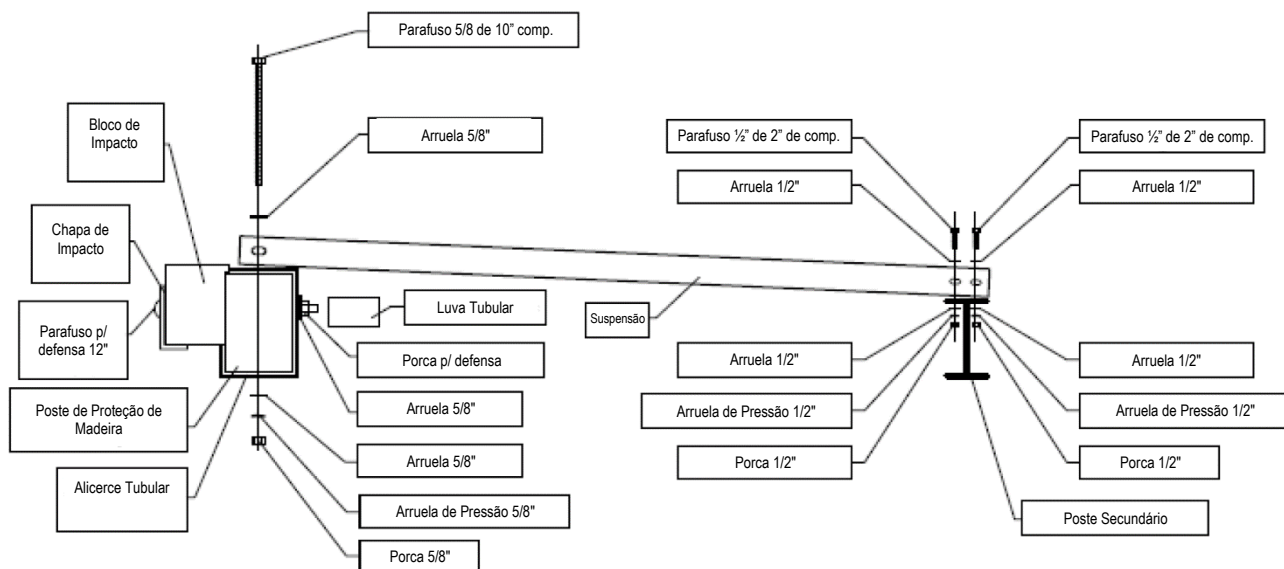 Parafuso 5/8 de 10” comp.
Bloco de
Impacto
Arruela 5/8"
Parafuso ½” de 2” de comp.
Parafuso ½” de 2” de comp.
Arruela 1/2"
Arruela 1/2"
Chapa de
Impacto
Luva Tubular
Suspensão
Parafuso p/
defensa 12"
Porca p/ defensa
Arruela 1/2"
Arruela 1/2"
Poste de Proteção de
Madeira
Arruela 5/8"
Arruela de Pressão 1/2"
Arruela de Pressão 1/2"
Arruela 5/8"
Porca 1/2"
Porca 1/2"
Alicerce Tubular
Arruela de Pressão 5/8"
Poste Secundário
Porca 5/8"